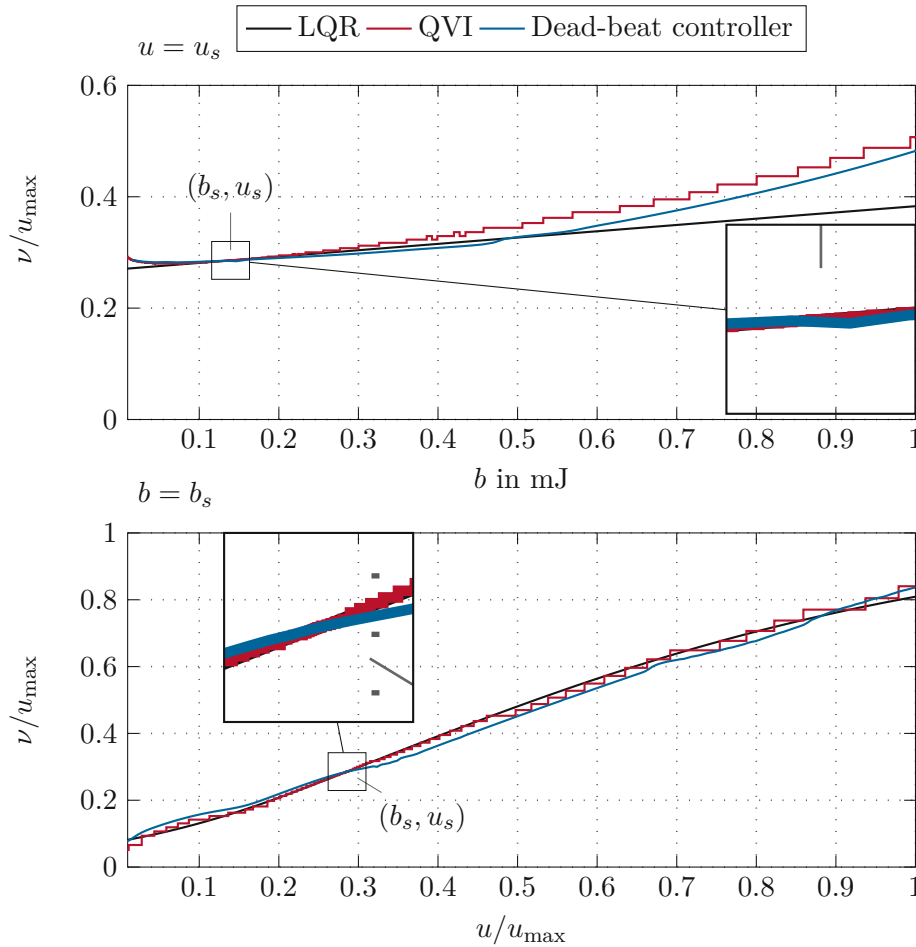 LQR QVI Dead-beat controller
u = u_s
0.6
0.4
0.2
0
ν/u_max
(b_s, u_s)
0.1 0.2 0.3 0.4 0.5 0.6 0.7 0.8 0.9 1
b in mJ
b = b_s
1
0.8
0.6
0.4
0.2
0
ν/u_max
(b_s, u_s)
0.1 0.2 0.3 0.4 0.5 0.6 0.7 0.8 0.9 1
u/u_max